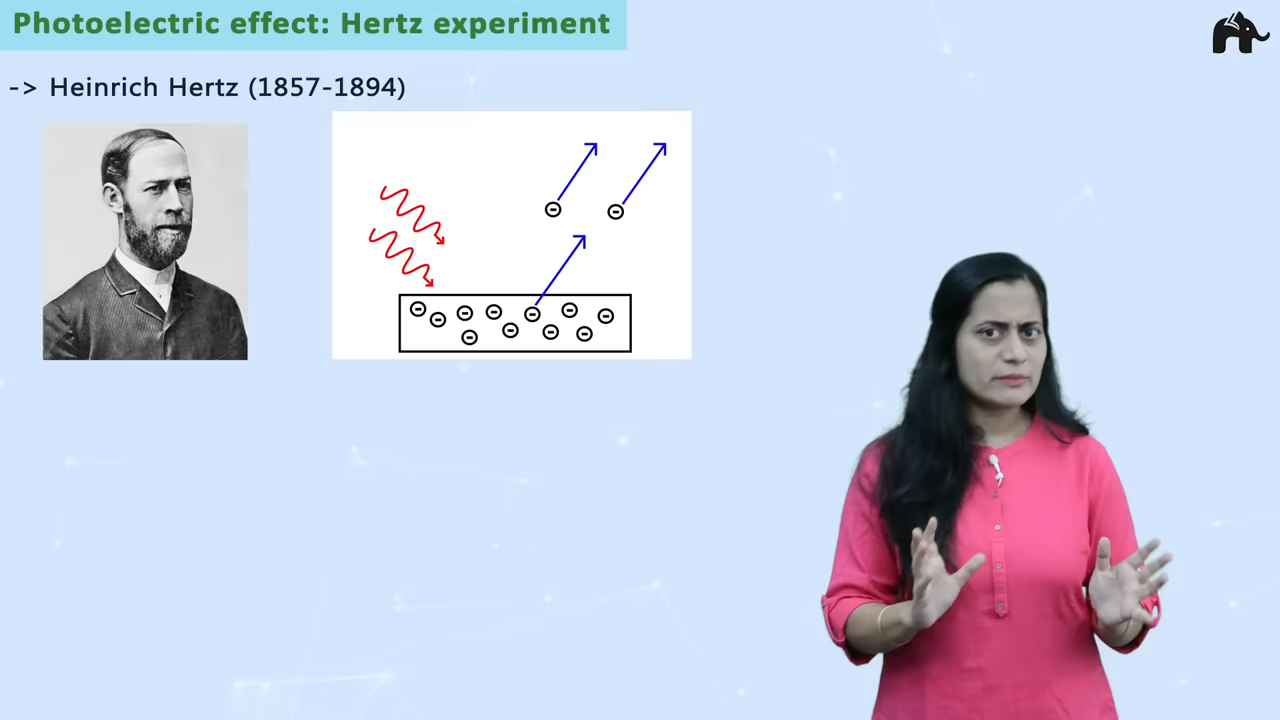 Photoelectric effect: Hertz experiment
-> Heinrich Hertz (1857-1894)